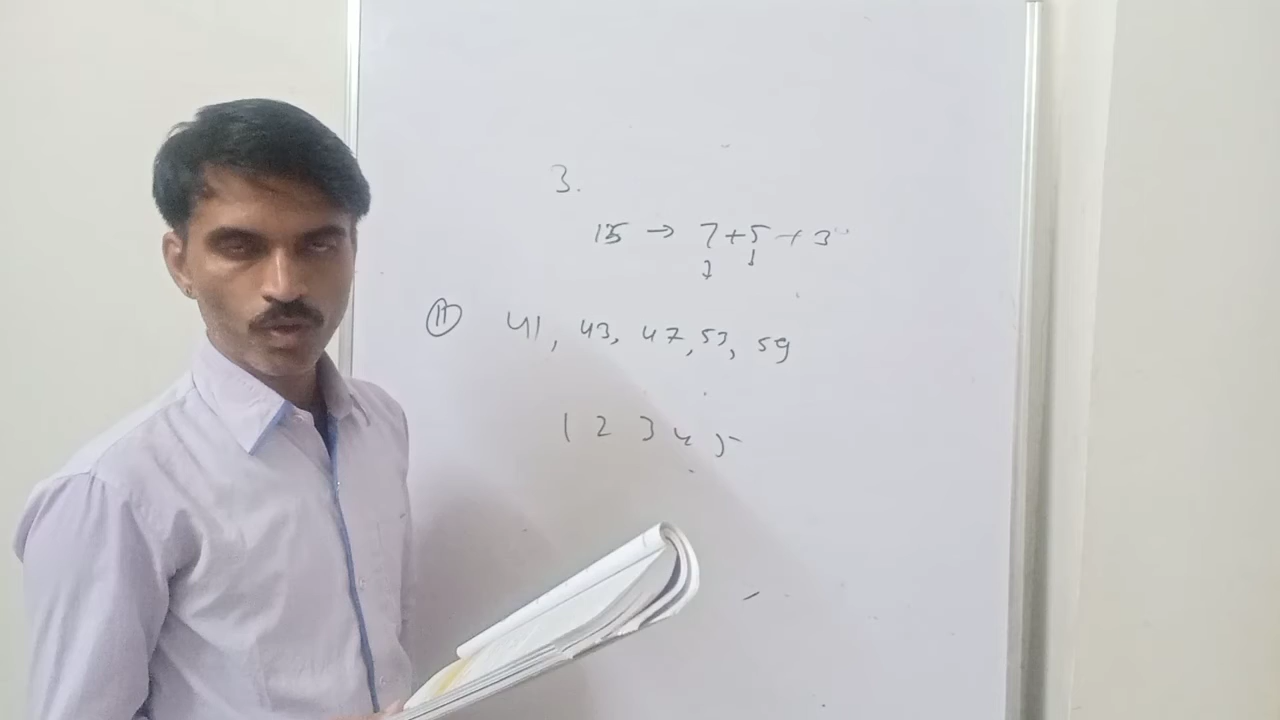 3.
15 → 7+5+3
⑪ 41, 43, 47, 53, 59
1 2 3 4 5